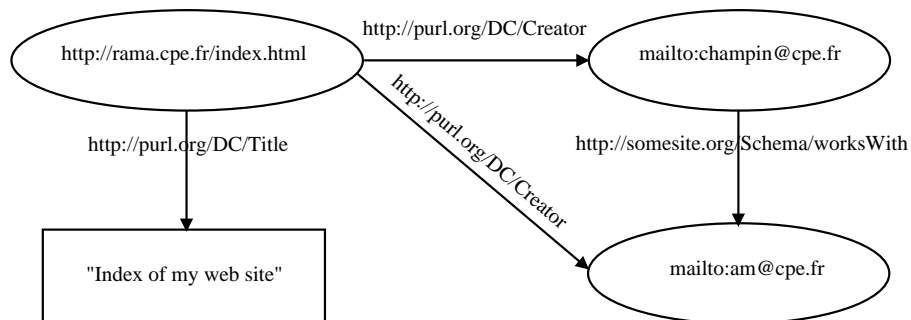 http://purl.org/DC/Creator
http://rama.cpe.fr/index.html
mailto:champin@cpe.fr
http://purl.org/DC/Creator
http://purl.org/DC/Title
http://somesite.org/Schema/worksWith
"Index of my web site"
mailto:am@cpe.fr